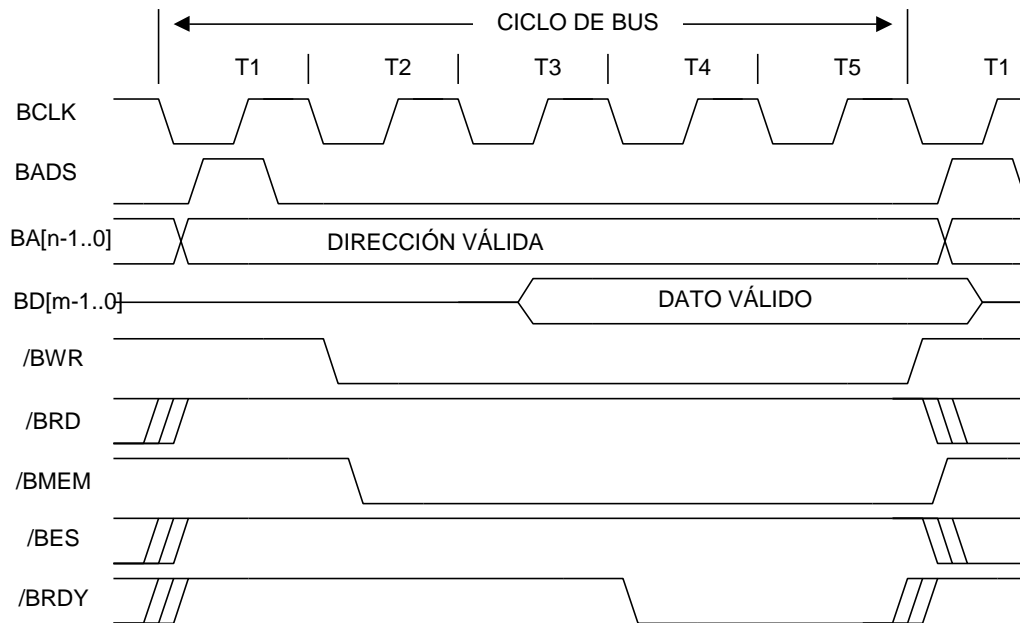 CICLO DE BUS
T1 T2 T3 T4 T5 T1
BCLK
BADS
BA[n-1..0] DIRECCIÓN VÁLIDA
BD[m-1..0] DATO VÁLIDO
/BWR
/BRD
/BMEM
/BES
/BRDY